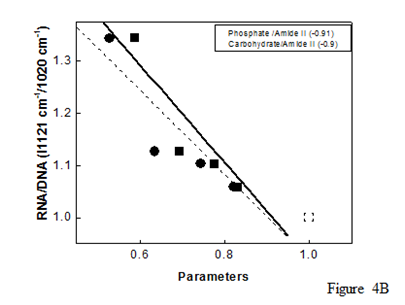 Phosphate /Amide II (-0.91)
Carbohydrate/Amide II (-0.9)
1.3
1.2
1.1
1.0
RNA/DNA (I1121 cm⁻¹/1020 cm⁻¹)
0.6 0.8 1.0
Parameters
Figure 4B